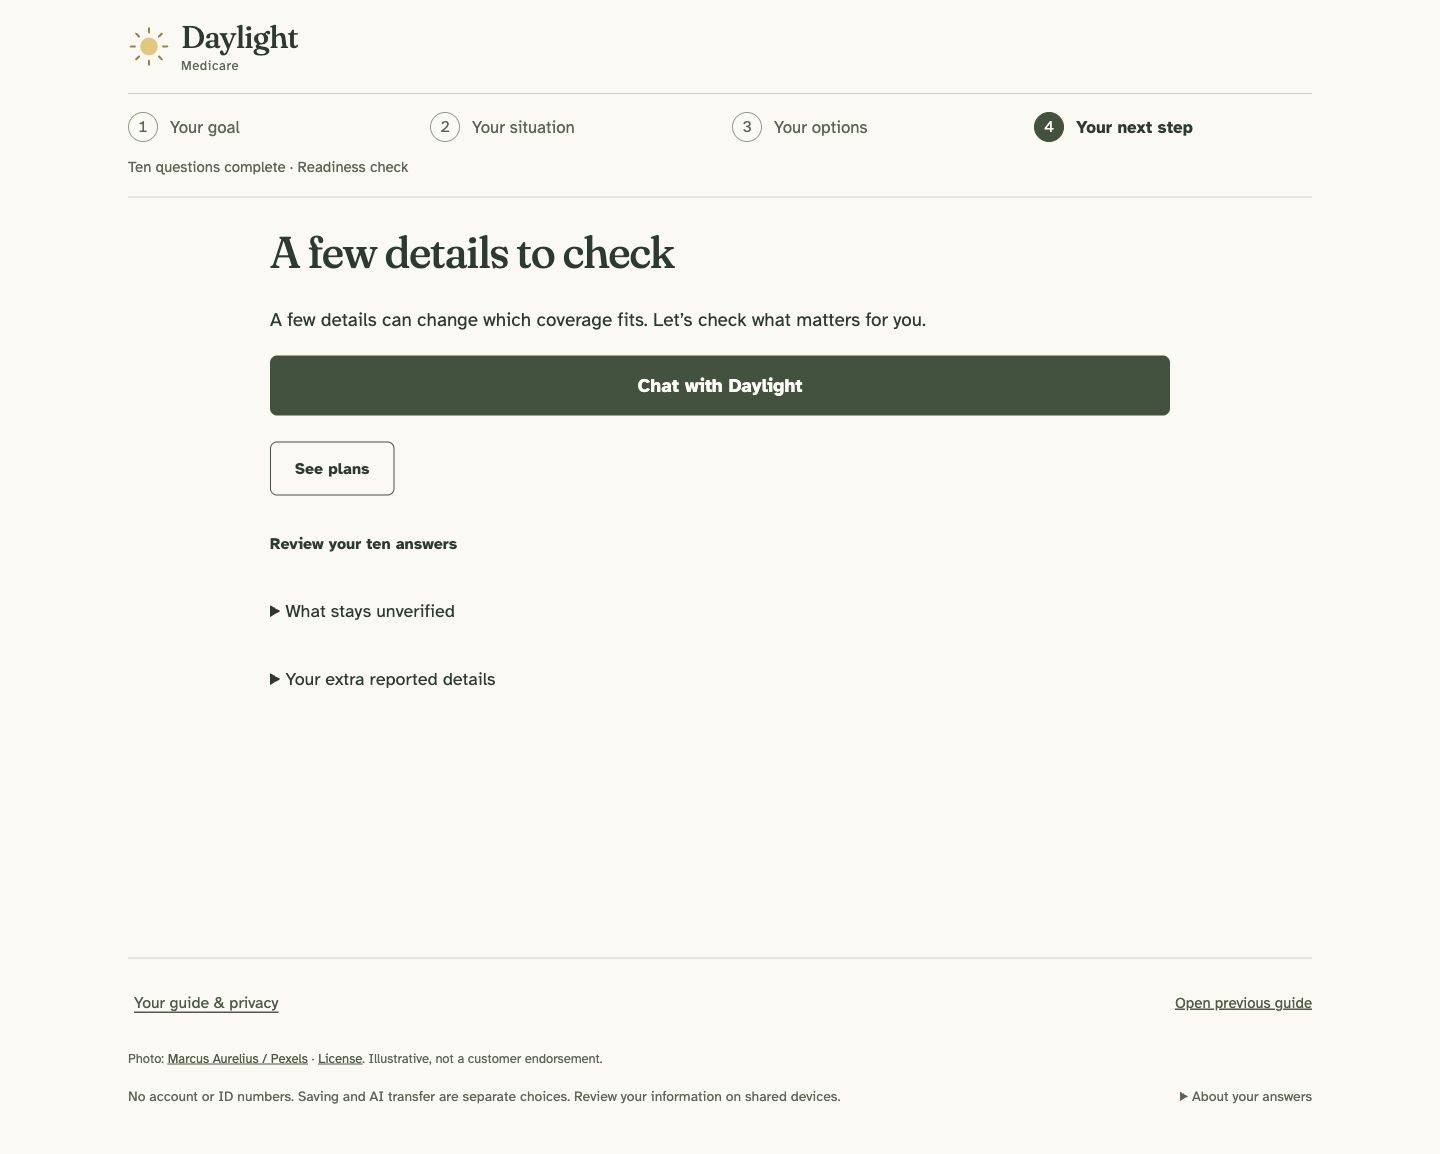 Daylight
Medicare
1 Your goal
2 Your situation
3 Your options
4 Your next step
Ten questions complete · Readiness check
A few details to check
A few details can change which coverage fits. Let’s check what matters for you.
Chat with Daylight
See plans
Review your ten answers
What stays unverified
Your extra reported details
Your guide & privacy
Open previous guide
Photo: Marcus Aurelius / Pexels · License. Illustrative, not a customer endorsement.
No account or ID numbers. Saving and AI transfer are separate choices. Review your information on shared devices.
About your answers